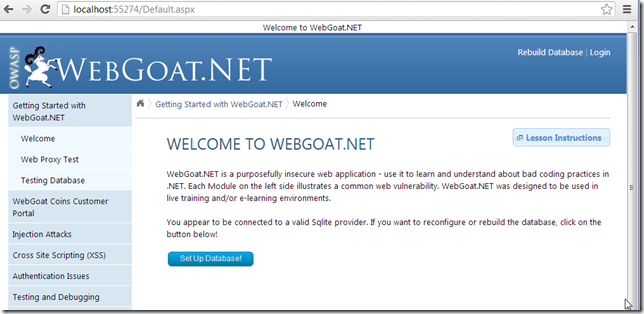 localhost:55274/Default.aspx
Welcome to WebGoat.NET
OWASP
WEBGOAT.NET
Rebuild Database | Login
Getting Started with
WebGoat.NET
Welcome
Web Proxy Test
Testing Database
WebGoat Coins Customer
Portal
Injection Attacks
Cross Site Scripting (XSS)
Authentication Issues
Testing and Debugging
Getting Started with WebGoat.NET
Welcome
Lesson Instructions
WELCOME TO WEBGOAT.NET
WebGoat.NET is a purposefully insecure web application - use it to learn and understand about bad coding practices in
.NET. Each Module on the left side illustrates a common web vulnerability. WebGoat.NET was designed to be used in
live training and/or e-learning environments.
You appear to be connected to a valid Sqlite provider. If you want to reconfigure or rebuild the database, click on the
button below!
Set Up Database!